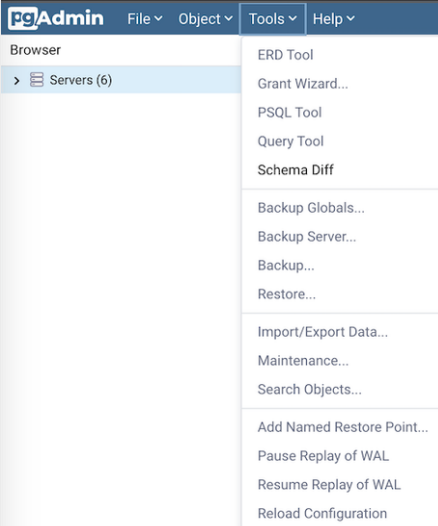 pgAdmin File Object Tools Help
Browser
Servers (6)
ERD Tool
Grant Wizard...
PSQL Tool
Query Tool
Schema Diff
Backup Globals...
Backup Server...
Backup...
Restore...
Import/Export Data...
Maintenance...
Search Objects...
Add Named Restore Point...
Pause Replay of WAL
Resume Replay of WAL
Reload Configuration